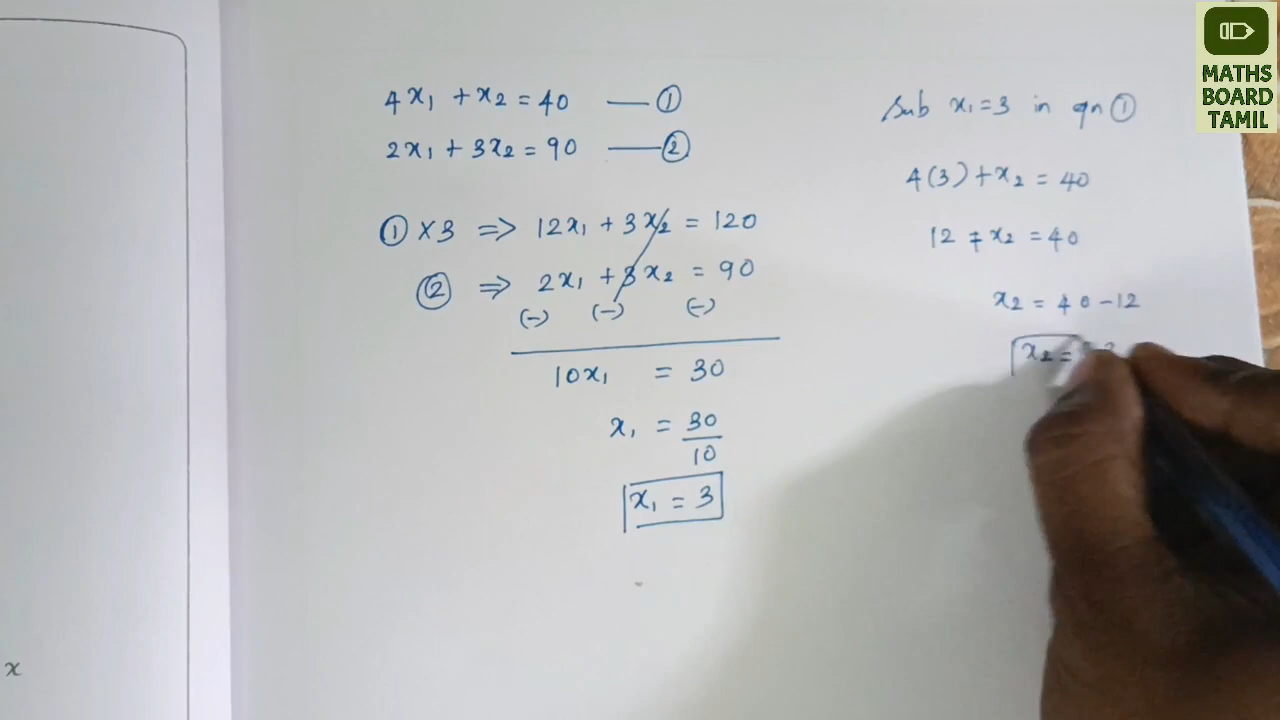 4x₁ + x₂ = 40 — ①
2x₁ + 3x₂ = 90 — ②
① × 3 ⇒ 12x₁ + 3x₂ = 120
② ⇒ 2x₁ + 3x₂ = 90
(−) (−) (−)
10x₁ = 30
x₁ = 30/10
x₁ = 3
Sub x₁ = 3 in eqn ①
4(3) + x₂ = 40
12 + x₂ = 40
x₂ = 40 − 12
x₂ =
x
MATHS
BOARD
TAMIL